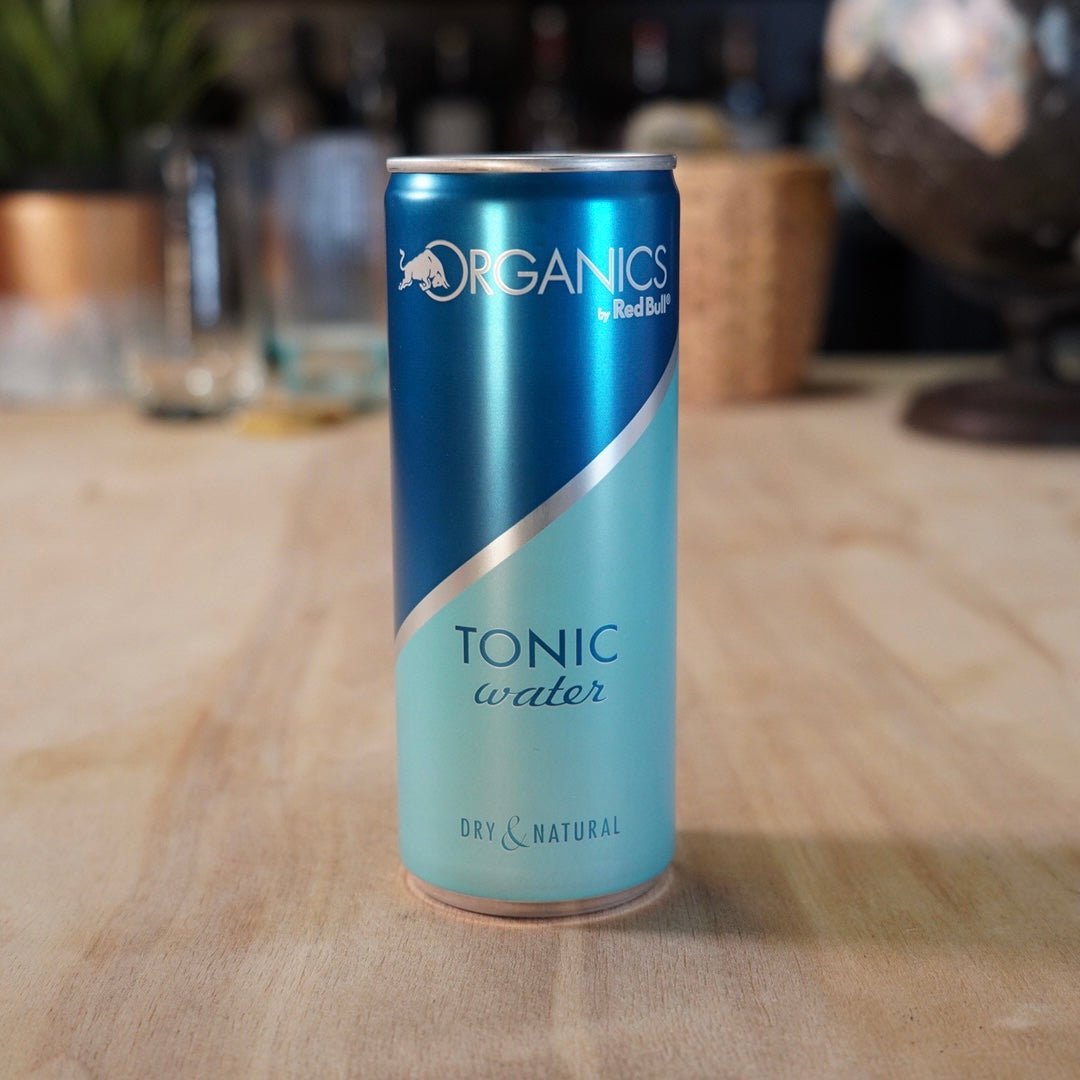 ORGANICS
by Red Bull®
TONIC
water
DRY & NATURAL